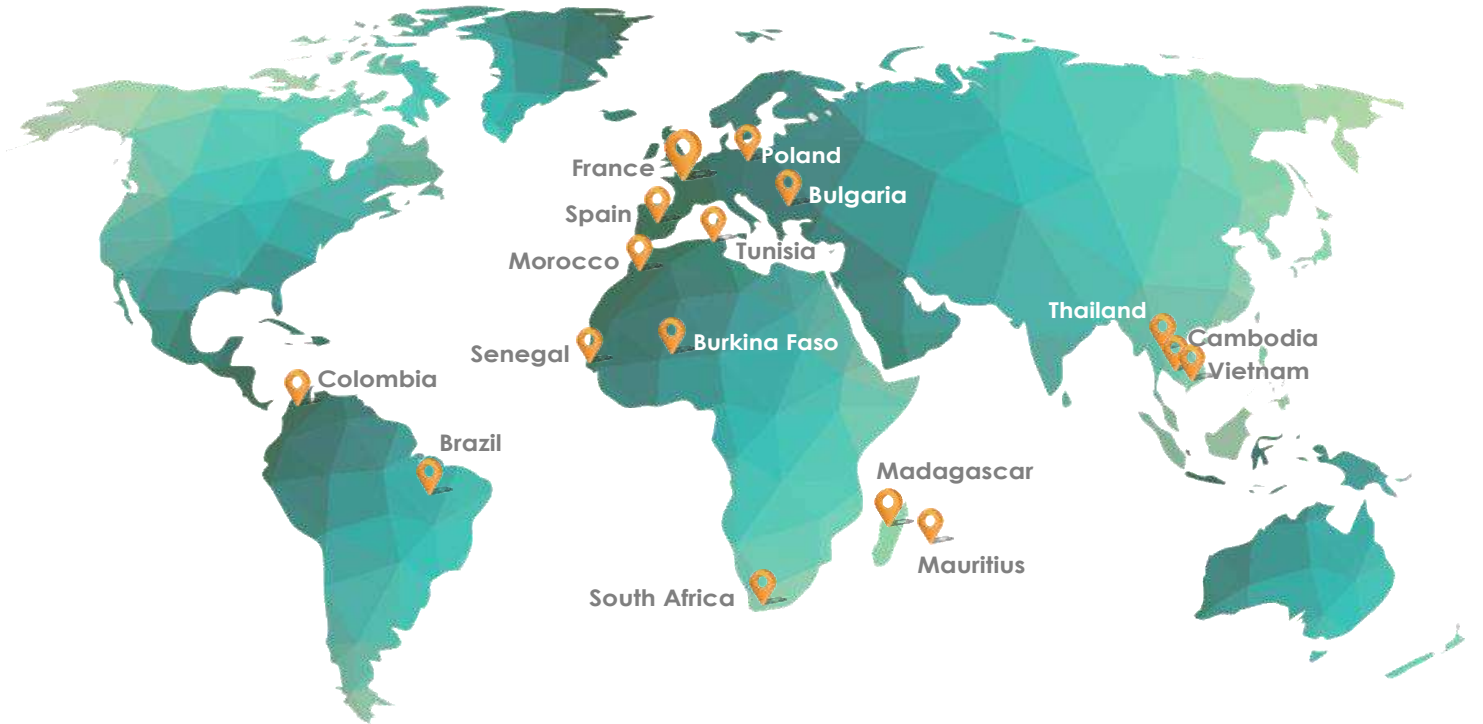 Poland
France
Bulgaria
Spain
Tunisia
Morocco
Thailand
Cambodia
Burkina Faso
Senegal
Vietnam
Colombia
Brazil
Madagascar
Mauritius
South Africa